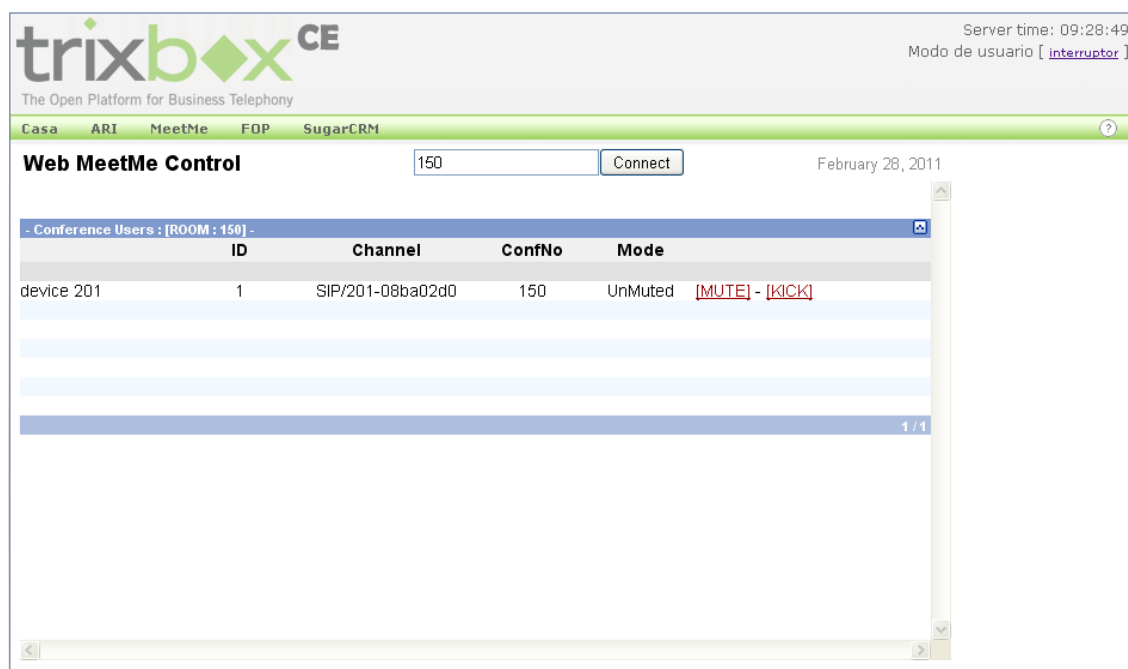 trixbox CE
Server time: 09:28:49
Modo de usuario [ interruptor ]
The Open Platform for Business Telephony
Casa ARI MeetMe FOP SugarCRM ?
Web MeetMe Control 150 Connect February 28, 2011
- Conference Users : [ROOM : 150] -
ID Channel ConfNo Mode
device 201 1 SIP/201-08ba02d0 150 UnMuted [MUTE] - [KICK]
1 / 1